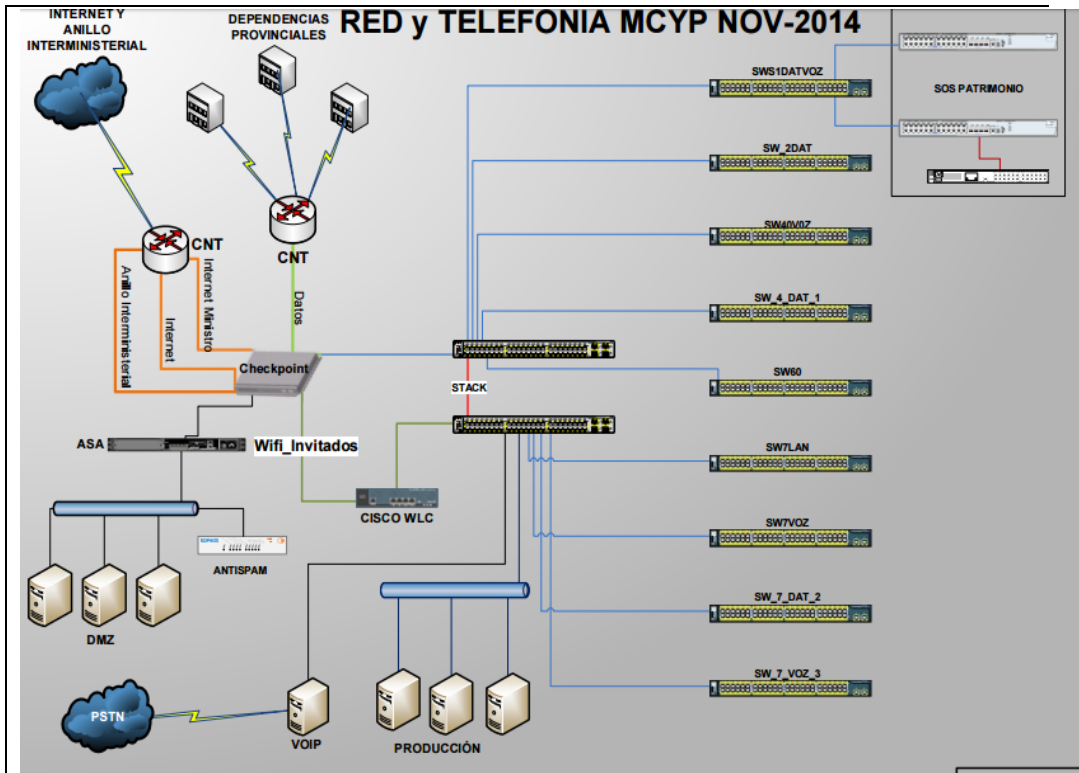 INTERNET Y
ANILLO
INTERMINISTERIAL
DEPENDENCIAS
PROVINCIALES
RED y TELEFONIA MCYP NOV-2014
SWS1DATVOZ
SOS PATRIMONIO
SW_2DAT
SW40V0Z
CNT
CNT
Anillo Interministerial
Internet
Internet Ministro
Datos
SW_4_DAT_1
Checkpoint
SW60
STACK
ASA
Wifi_Invitados
SW7LAN
CISCO WLC
SW7VOZ
SOPHOS
ANTISPAM
SW_7_DAT_2
DMZ
SW_7_VOZ_3
PSTN
VOIP
PRODUCCIÓN